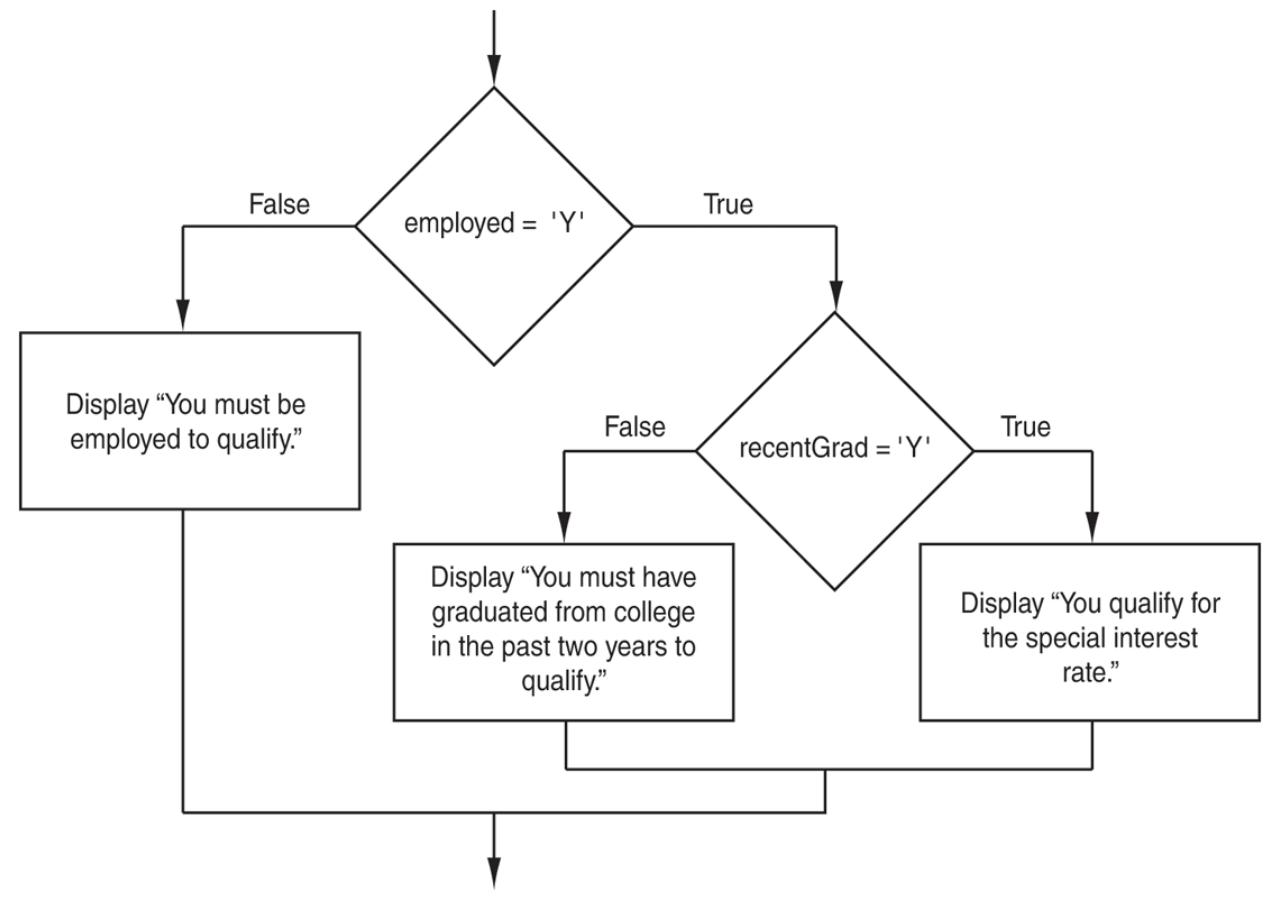 False
employed = 'Y'
True
Display “You must be
employed to qualify.”
False
recentGrad = 'Y'
True
Display “You must have
graduated from college
in the past two years to
qualify.”
Display “You qualify for
the special interest
rate.”